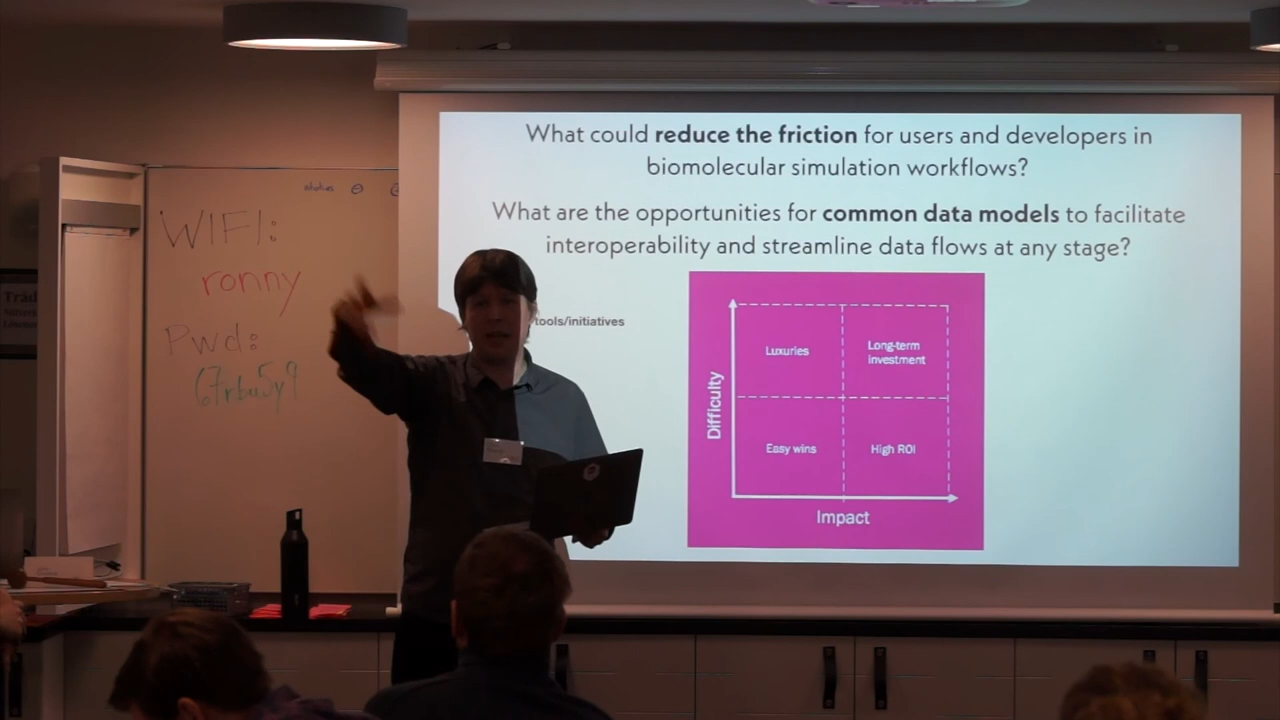 What could reduce the friction for users and developers in
biomolecular simulation workflows?
What are the opportunities for common data models to facilitate
interoperability and streamline data flows at any stage?
tools/initiatives
Difficulty
Luxuries
Long-term
investment
Easy wins
High ROI
Impact
WIFI:
ronny
Pwd:
67rbu5y9